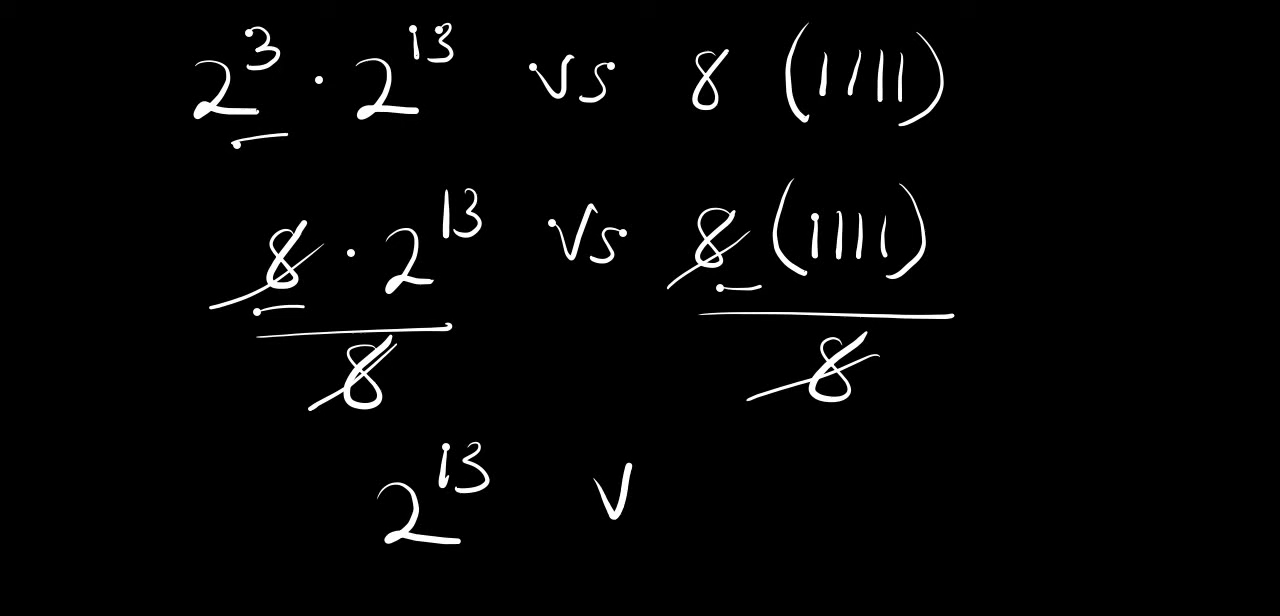 2³ · 2¹³ vs 8 (1111)
8 · 2¹³ vs 8 (1111)
8 8
2¹³ v